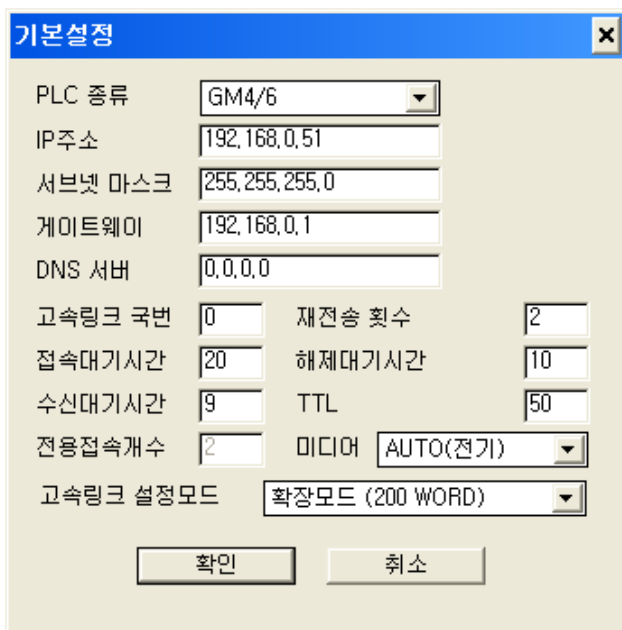 기본설정
PLC 종류 GM4/6
IP주소 192,168,0,51
서브넷 마스크 255,255,255,0
게이트웨이 192,168,0,1
DNS 서버 0,0,0,0
고속링크 국번 0 재전송 횟수 2
접속대기시간 20 해제대기시간 10
수신대기시간 9 TTL 50
전용접속개수 2 미디어 AUTO(전기)
고속링크 설정모드 확장모드 (200 WORD)
확인 취소